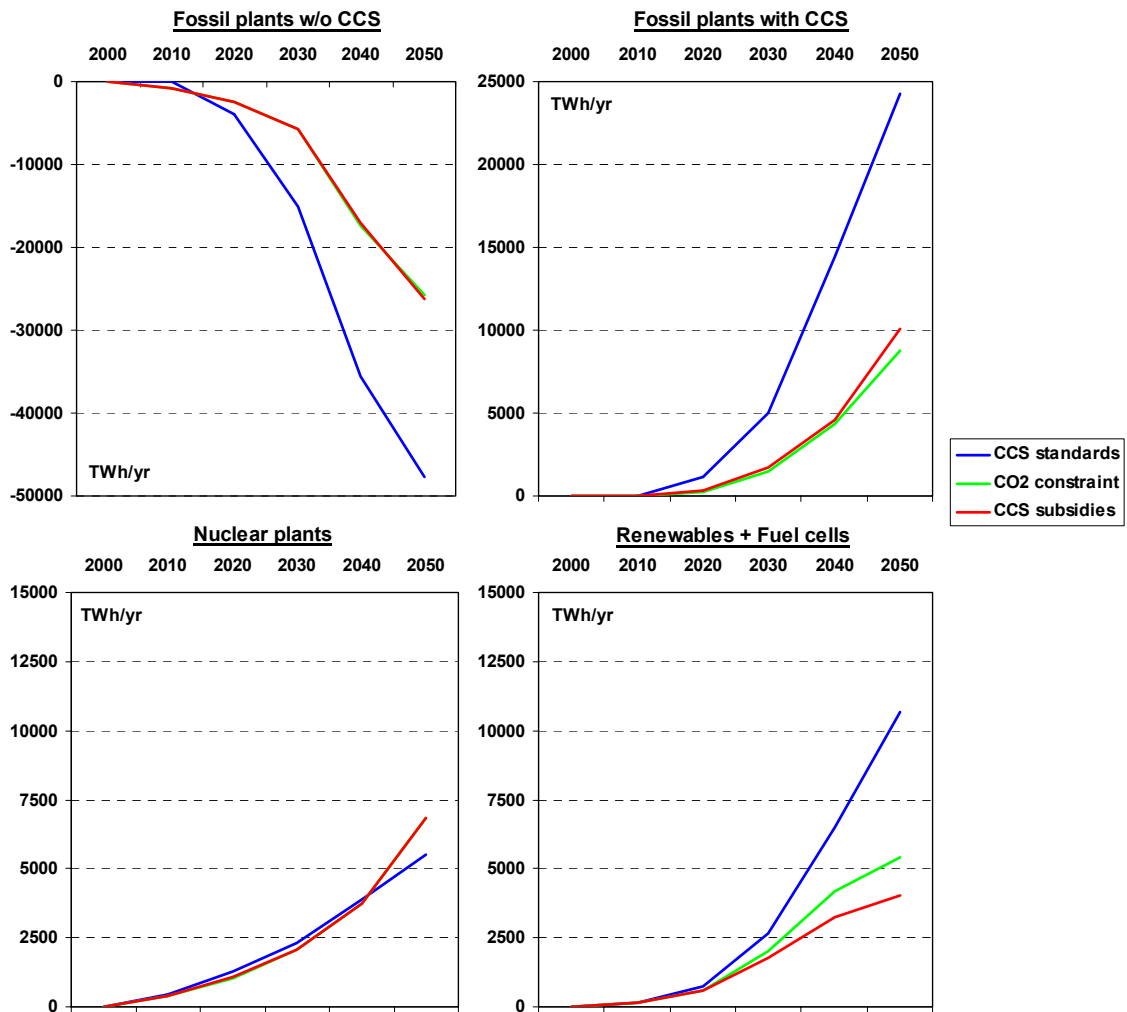 Fossil plants w/o CCS
2000 2010 2020 2030 2040 2050
0
-10000
-20000
-30000
-40000
-50000
TWh/yr
Fossil plants with CCS
2000 2010 2020 2030 2040 2050
25000
20000
15000
10000
5000
0
TWh/yr
CCS standards
CO2 constraint
CCS subsidies
Nuclear plants
2000 2010 2020 2030 2040 2050
15000
12500
10000
7500
5000
2500
0
TWh/yr
Renewables + Fuel cells
2000 2010 2020 2030 2040 2050
15000
12500
10000
7500
5000
2500
0
TWh/yr